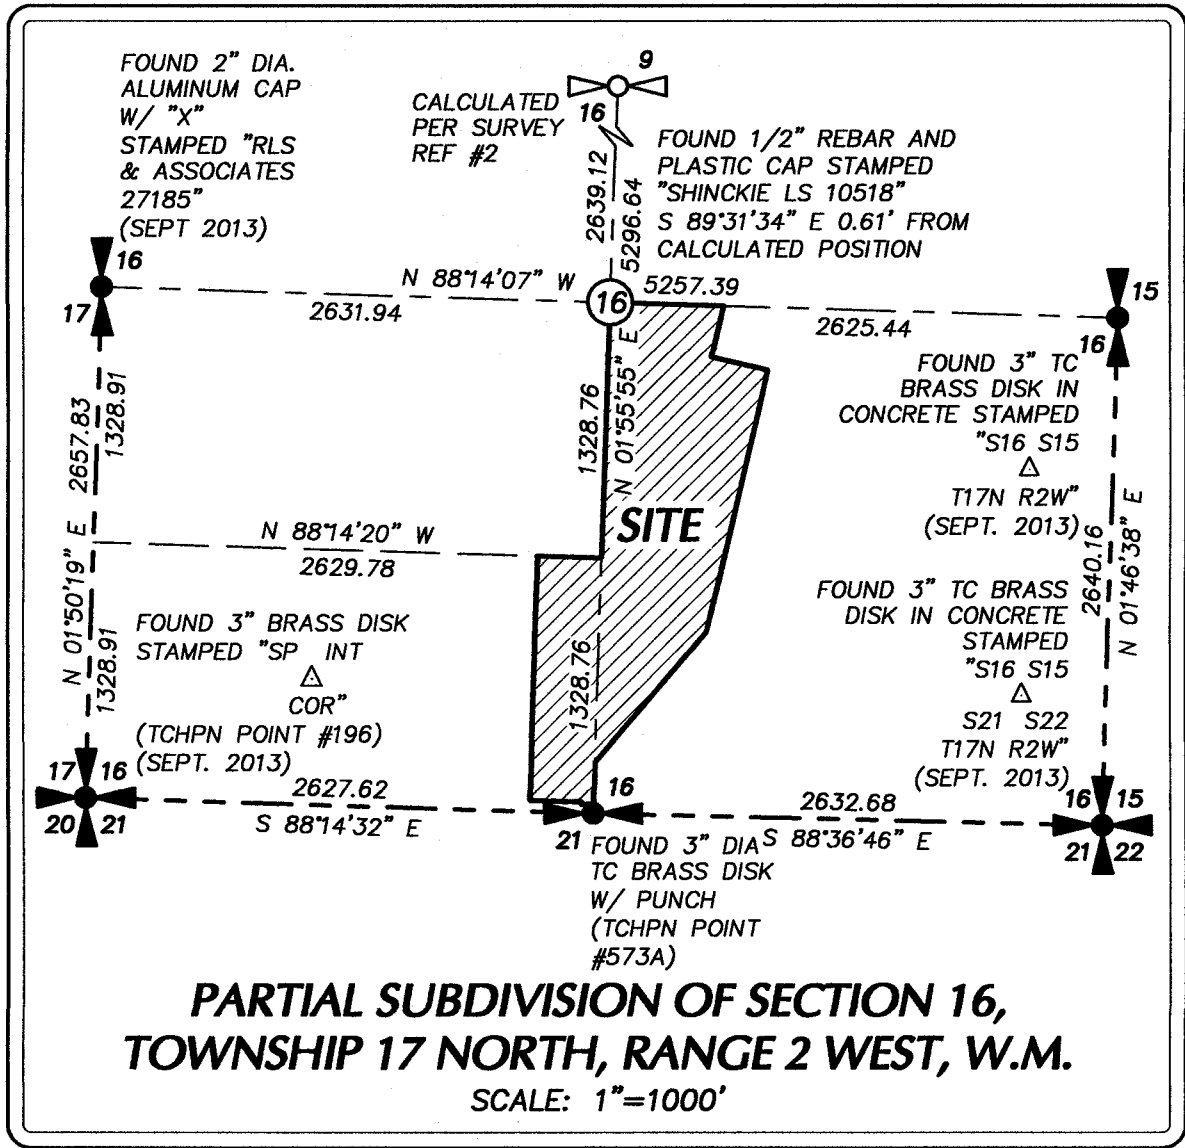 FOUND 2" DIA.
ALUMINUM CAP
W/ "X"
STAMPED "RLS
& ASSOCIATES
27185"
(SEPT 2013)
CALCULATED
PER SURVEY
REF #2
9
16
2639.12
5296.64
FOUND 1/2" REBAR AND
PLASTIC CAP STAMPED
"SHINCKIE LS 10518"
S 89°31'34" E 0.61' FROM
CALCULATED POSITION
16
17
N 88°14'07" W
5257.39
2631.94
16
2625.44
15
16
N 01°50'19" E 2657.83
1328.91
1328.91
1328.76
N 01°55'55" E
SITE
1328.76
N 88°14'20" W
2629.78
FOUND 3" TC
BRASS DISK IN
CONCRETE STAMPED
"S16 S15
T17N R2W"
(SEPT. 2013)
2640.16
N 01°46'38" E
FOUND 3" BRASS DISK
STAMPED "SP INT
COR"
(TCHPN POINT #196)
(SEPT. 2013)
FOUND 3" TC BRASS
DISK IN CONCRETE
STAMPED
"S16 S15
S21 S22
T17N R2W"
(SEPT. 2013)
17 16
20 21
2627.62
S 88°14'32" E
16
21
2632.68
S 88°36'46" E
16 15
21 22
FOUND 3" DIA
TC BRASS DISK
W/ PUNCH
(TCHPN POINT
#573A)
PARTIAL SUBDIVISION OF SECTION 16,
TOWNSHIP 17 NORTH, RANGE 2 WEST, W.M.
SCALE: 1"=1000'